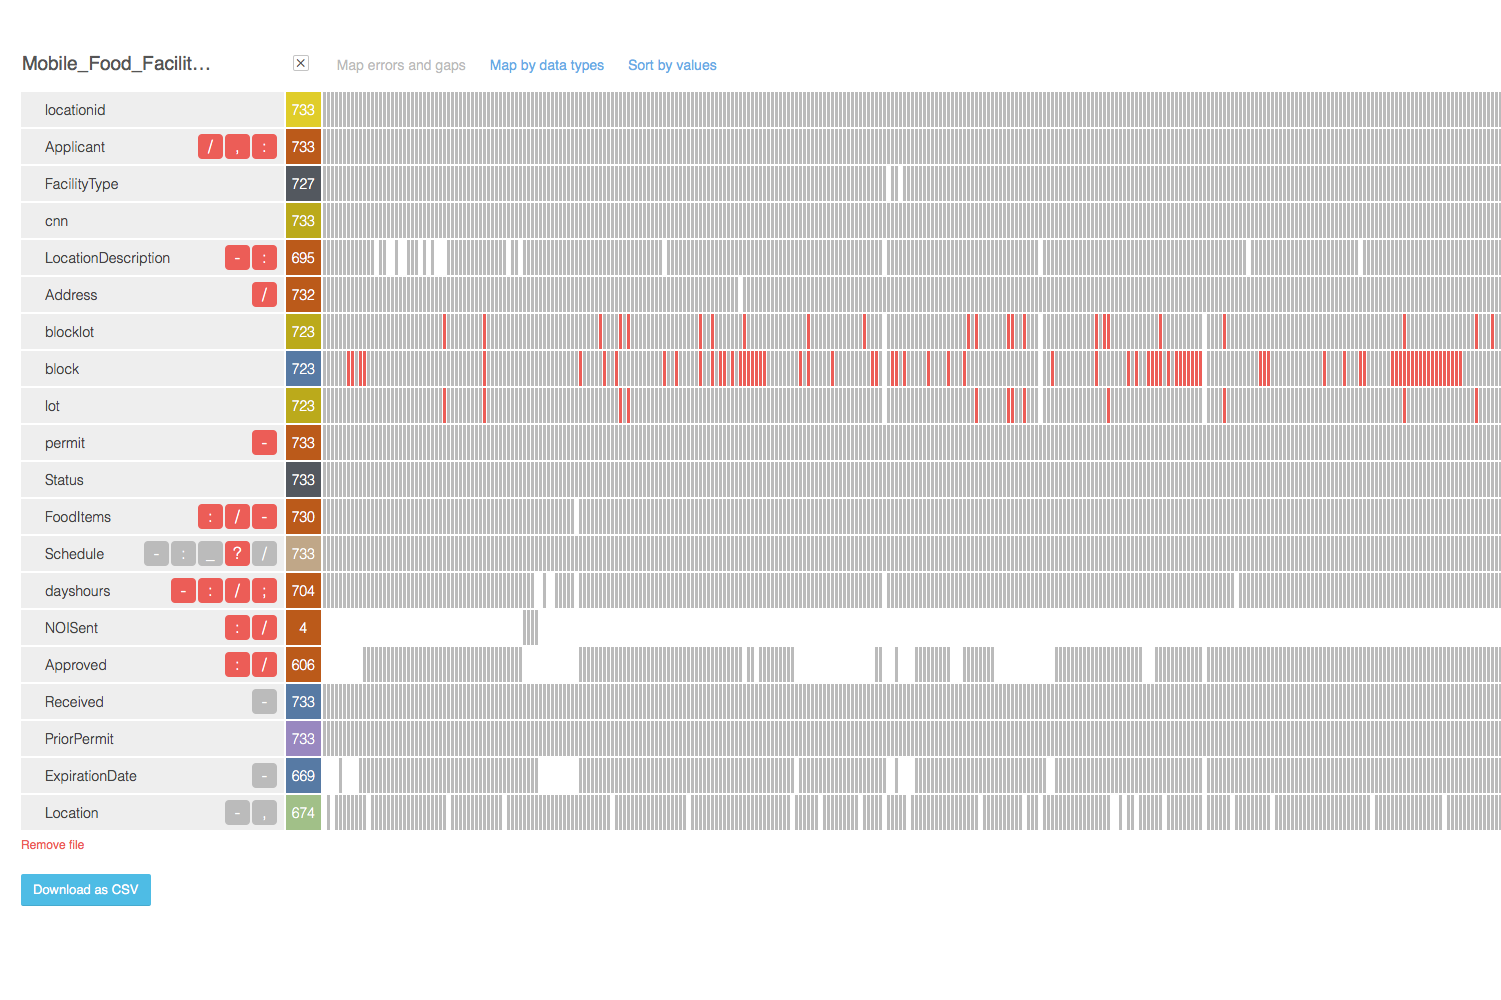 Mobile_Food_Facilit... Map errors and gaps Map by data types Sort by values
locationid 733
Applicant / , : 733
FacilityType 727
cnn 733
LocationDescription - : 695
Address / 732
blocklot 723
block 723
lot 723
permit - 733
Status 733
FoodItems : / - 730
Schedule - : _ ? / 733
dayshours - : / ; 704
NOISent : / 4
Approved : / 606
Received - 733
PriorPermit 733
ExpirationDate - 669
Location - , 674
Remove file
Download as CSV